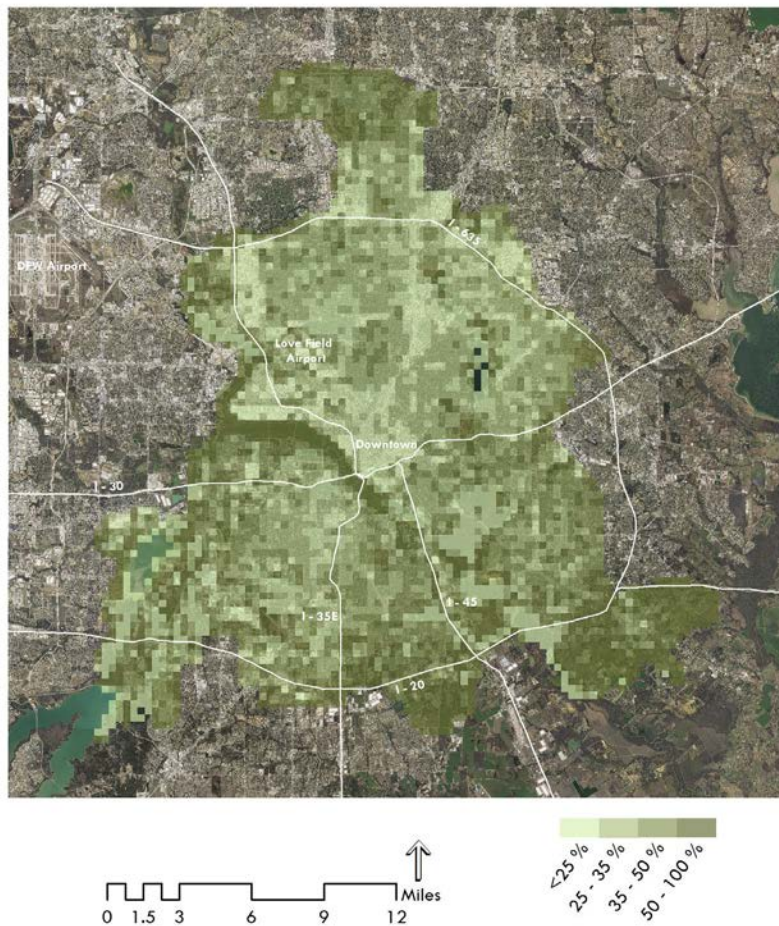 I - 635
DFW Airport
Love Field
Airport
Downtown
I - 30
I - 35E
I - 45
I - 20
<25 %
25 - 35 %
35 - 50 %
50 - 100 %
Miles
0 1.5 3 6 9 12